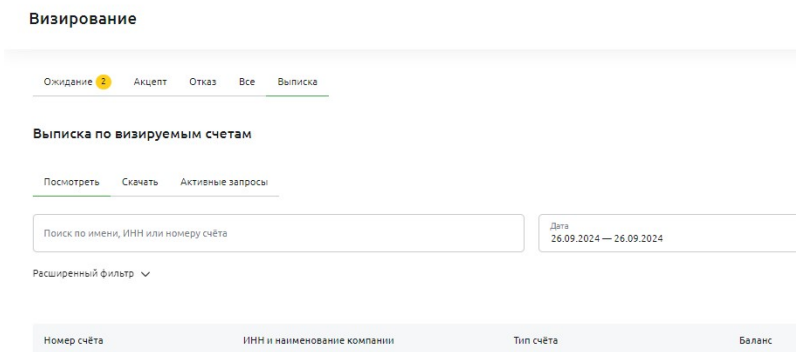 Визирование
Ожидание 2 Акцепт Отказ Все Выписка
Выписка по визируемым счетам
Посмотреть Скачать Активные запросы
Поиск по имени, ИНН или номеру счёта
Дата
26.09.2024 — 26.09.2024
Расширенный фильтр
Номер счёта ИНН и наименование компании Тип счёта Баланс